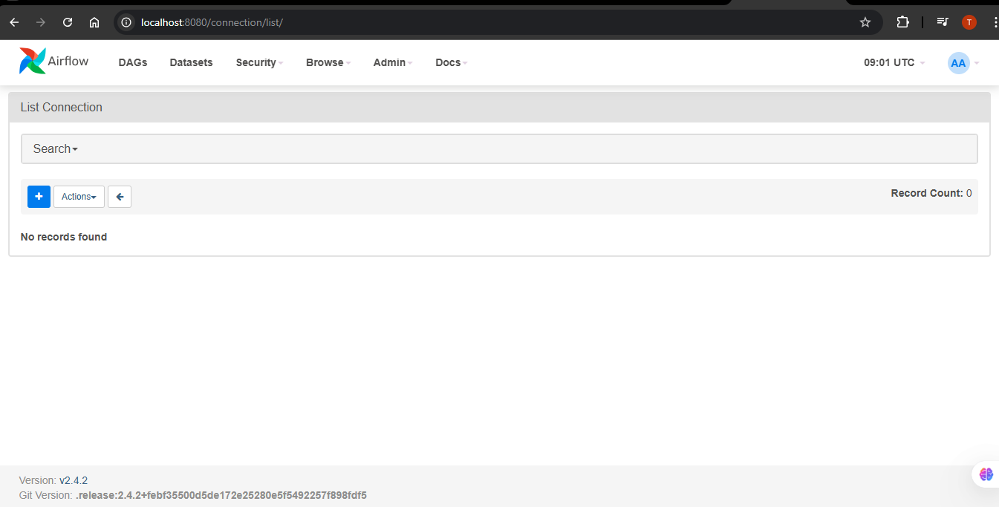 localhost:8080/connection/list/
T
Airflow DAGs Datasets Security Browse Admin Docs 09:01 UTC AA
List Connection
Search
+ Actions Record Count: 0
No records found
Version: v2.4.2
Git Version: .release:2.4.2+febf35500d5de172e25280e5f5492257f898fdf5